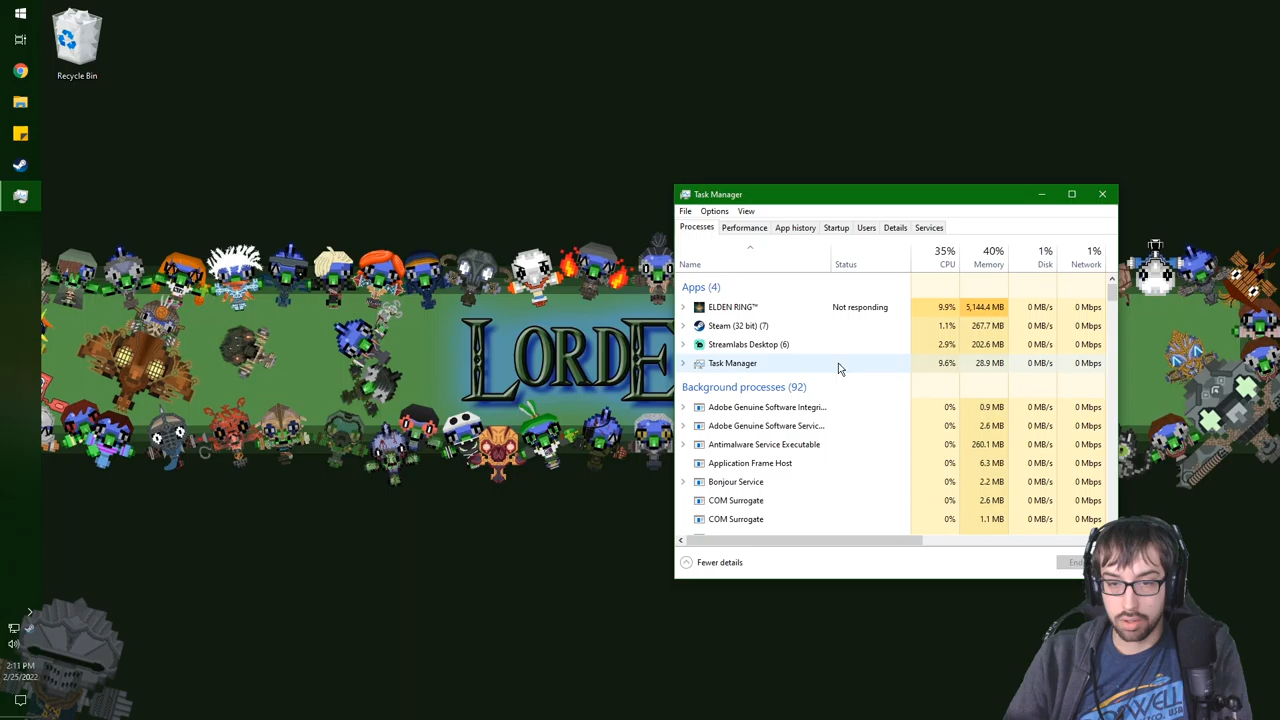 Recycle Bin
Task Manager
File Options View
Processes Performance App history Startup Users Details Services
35% 40% 1% 1%
Name Status CPU Memory Disk Network
Apps (4)
ELDEN RING™ Not responding 9.9% 5,144.4 MB 0 MB/s 0 Mbps
Steam (32 bit) (7) 1.1% 267.7 MB 0 MB/s 0 Mbps
Streamlabs Desktop (6) 2.9% 202.6 MB 0 MB/s 0 Mbps
Task Manager 9.6% 28.9 MB 0 MB/s 0 Mbps
Background processes (92)
Adobe Genuine Software Integri... 0% 0.9 MB 0 MB/s 0 Mbps
Adobe Genuine Software Servic... 0% 2.6 MB 0 MB/s 0 Mbps
Antimalware Service Executable 0% 260.1 MB 0 MB/s 0 Mbps
Application Frame Host 0% 6.3 MB 0 MB/s 0 Mbps
Bonjour Service 0% 2.2 MB 0 MB/s 0 Mbps
COM Surrogate 0% 2.6 MB 0 MB/s 0 Mbps
COM Surrogate 0% 1.1 MB 0 MB/s 0 Mbps
Fewer details
LORDE
2:11 PM
2/25/2022